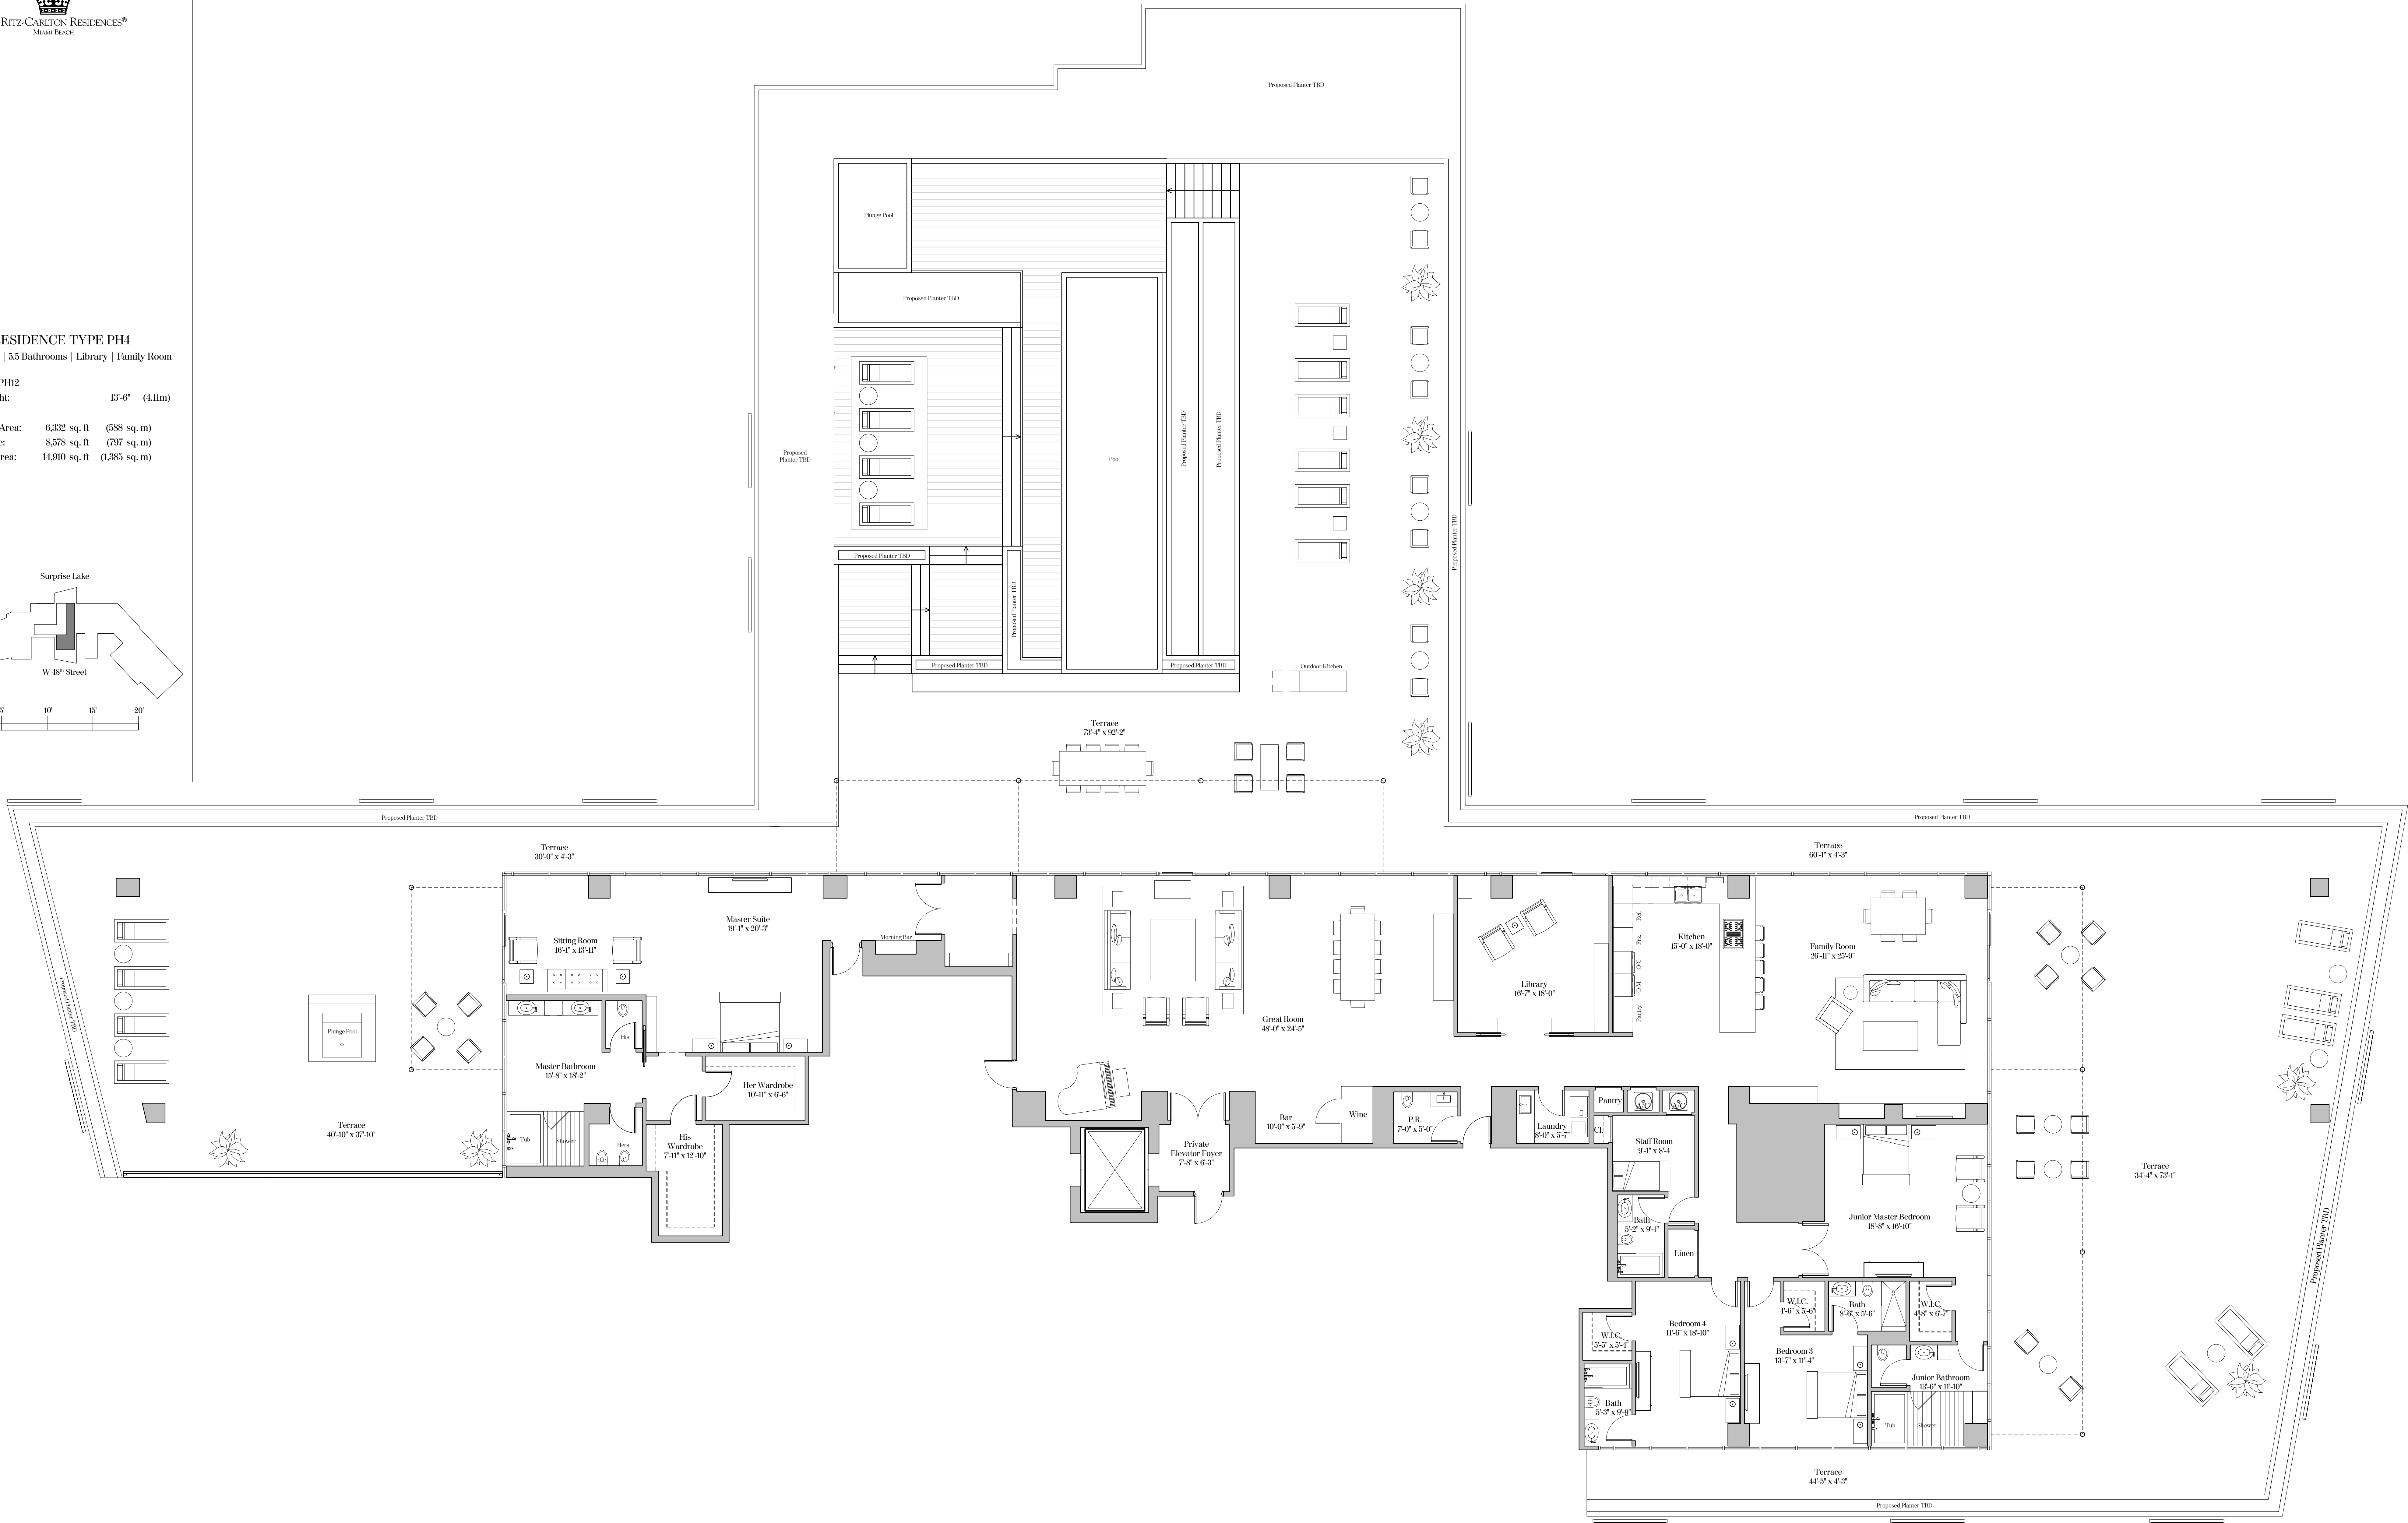 RITZ-CARLTON RESIDENCES®
MIAMI BEACH
ESIDENCE TYPE PH4
| 5.5 Bathrooms | Library | Family Room
PH12
ht: 13'-6" (4.11m)
Area: 6,332 sq. ft (588 sq. m)
e: 8,578 sq. ft (797 sq. m)
rea: 14,910 sq. ft (1,385 sq. m)
Surprise Lake
W 48th Street
5' 10' 15' 20'
Proposed Planter TBD
Plunge Pool
Proposed Planter TBD
Proposed
Planter TBD
Proposed Planter TBD
Proposed Planter TBD
Pool
Proposed Planter TBD
Proposed Planter TBD
Proposed Planter TBD
Proposed Planter TBD
Proposed Planter TBD
Outdoor Kitchen
Terrace
73'-4" x 92'-2"
Proposed Planter TBD
Proposed Planter TBD
Terrace
30'-0" x 4'-3"
Terrace
60'-1" x 4'-3"
Proposed Planter TBD
Plunge Pool
Terrace
40'-10" x 37'-10"
Sitting Room
16'-1" x 13'-11"
Master Suite
19'-1" x 20'-3"
Morning Bar
His
Master Bathroom
15'-8" x 18'-2"
Her Wardrobe
10'-11" x 6'-6"
Tub
Shower
Hers
His
Wardrobe
7'-11" x 12'-10"
Great Room
48'-0" x 24'-5"
Private
Elevator Foyer
7'-8" x 6'-3"
Bar
10'-0" x 5'-9"
Wine
P.R.
7'-0" x 5'-0"
Library
16'-7" x 18'-0"
Ref.
Frz.
O/C
O/M
Pantry
Kitchen
15'-0" x 18'-0"
Family Room
26'-11" x 25'-9"
Laundry
8'-0" x 5'-7"
Pantry
A/C
A/C
CL
Staff Room
9'-1" x 8'-4
Bath
5'-2" x 9'-1"
Linen
Junior Master Bedroom
18'-8" x 16'-10"
Terrace
34'-4" x 73'-1"
Proposed Planter TBD
W.I.C.
5'-5" x 5'-1"
Bedroom 4
11'-6" x 18'-10"
W.I.C.
4'-6" x 5'-6"
Bath
8'-6" x 5'-6"
W.I.C.
4'-8" x 6'-7"
Bedroom 3
13'-7" x 11'-4"
Junior Bathroom
13'-6" x 11'-10"
Bath
5'-3" x 9'-9"
Tub
Shower
Terrace
44'-5" x 4'-3"
Proposed Planter TBD